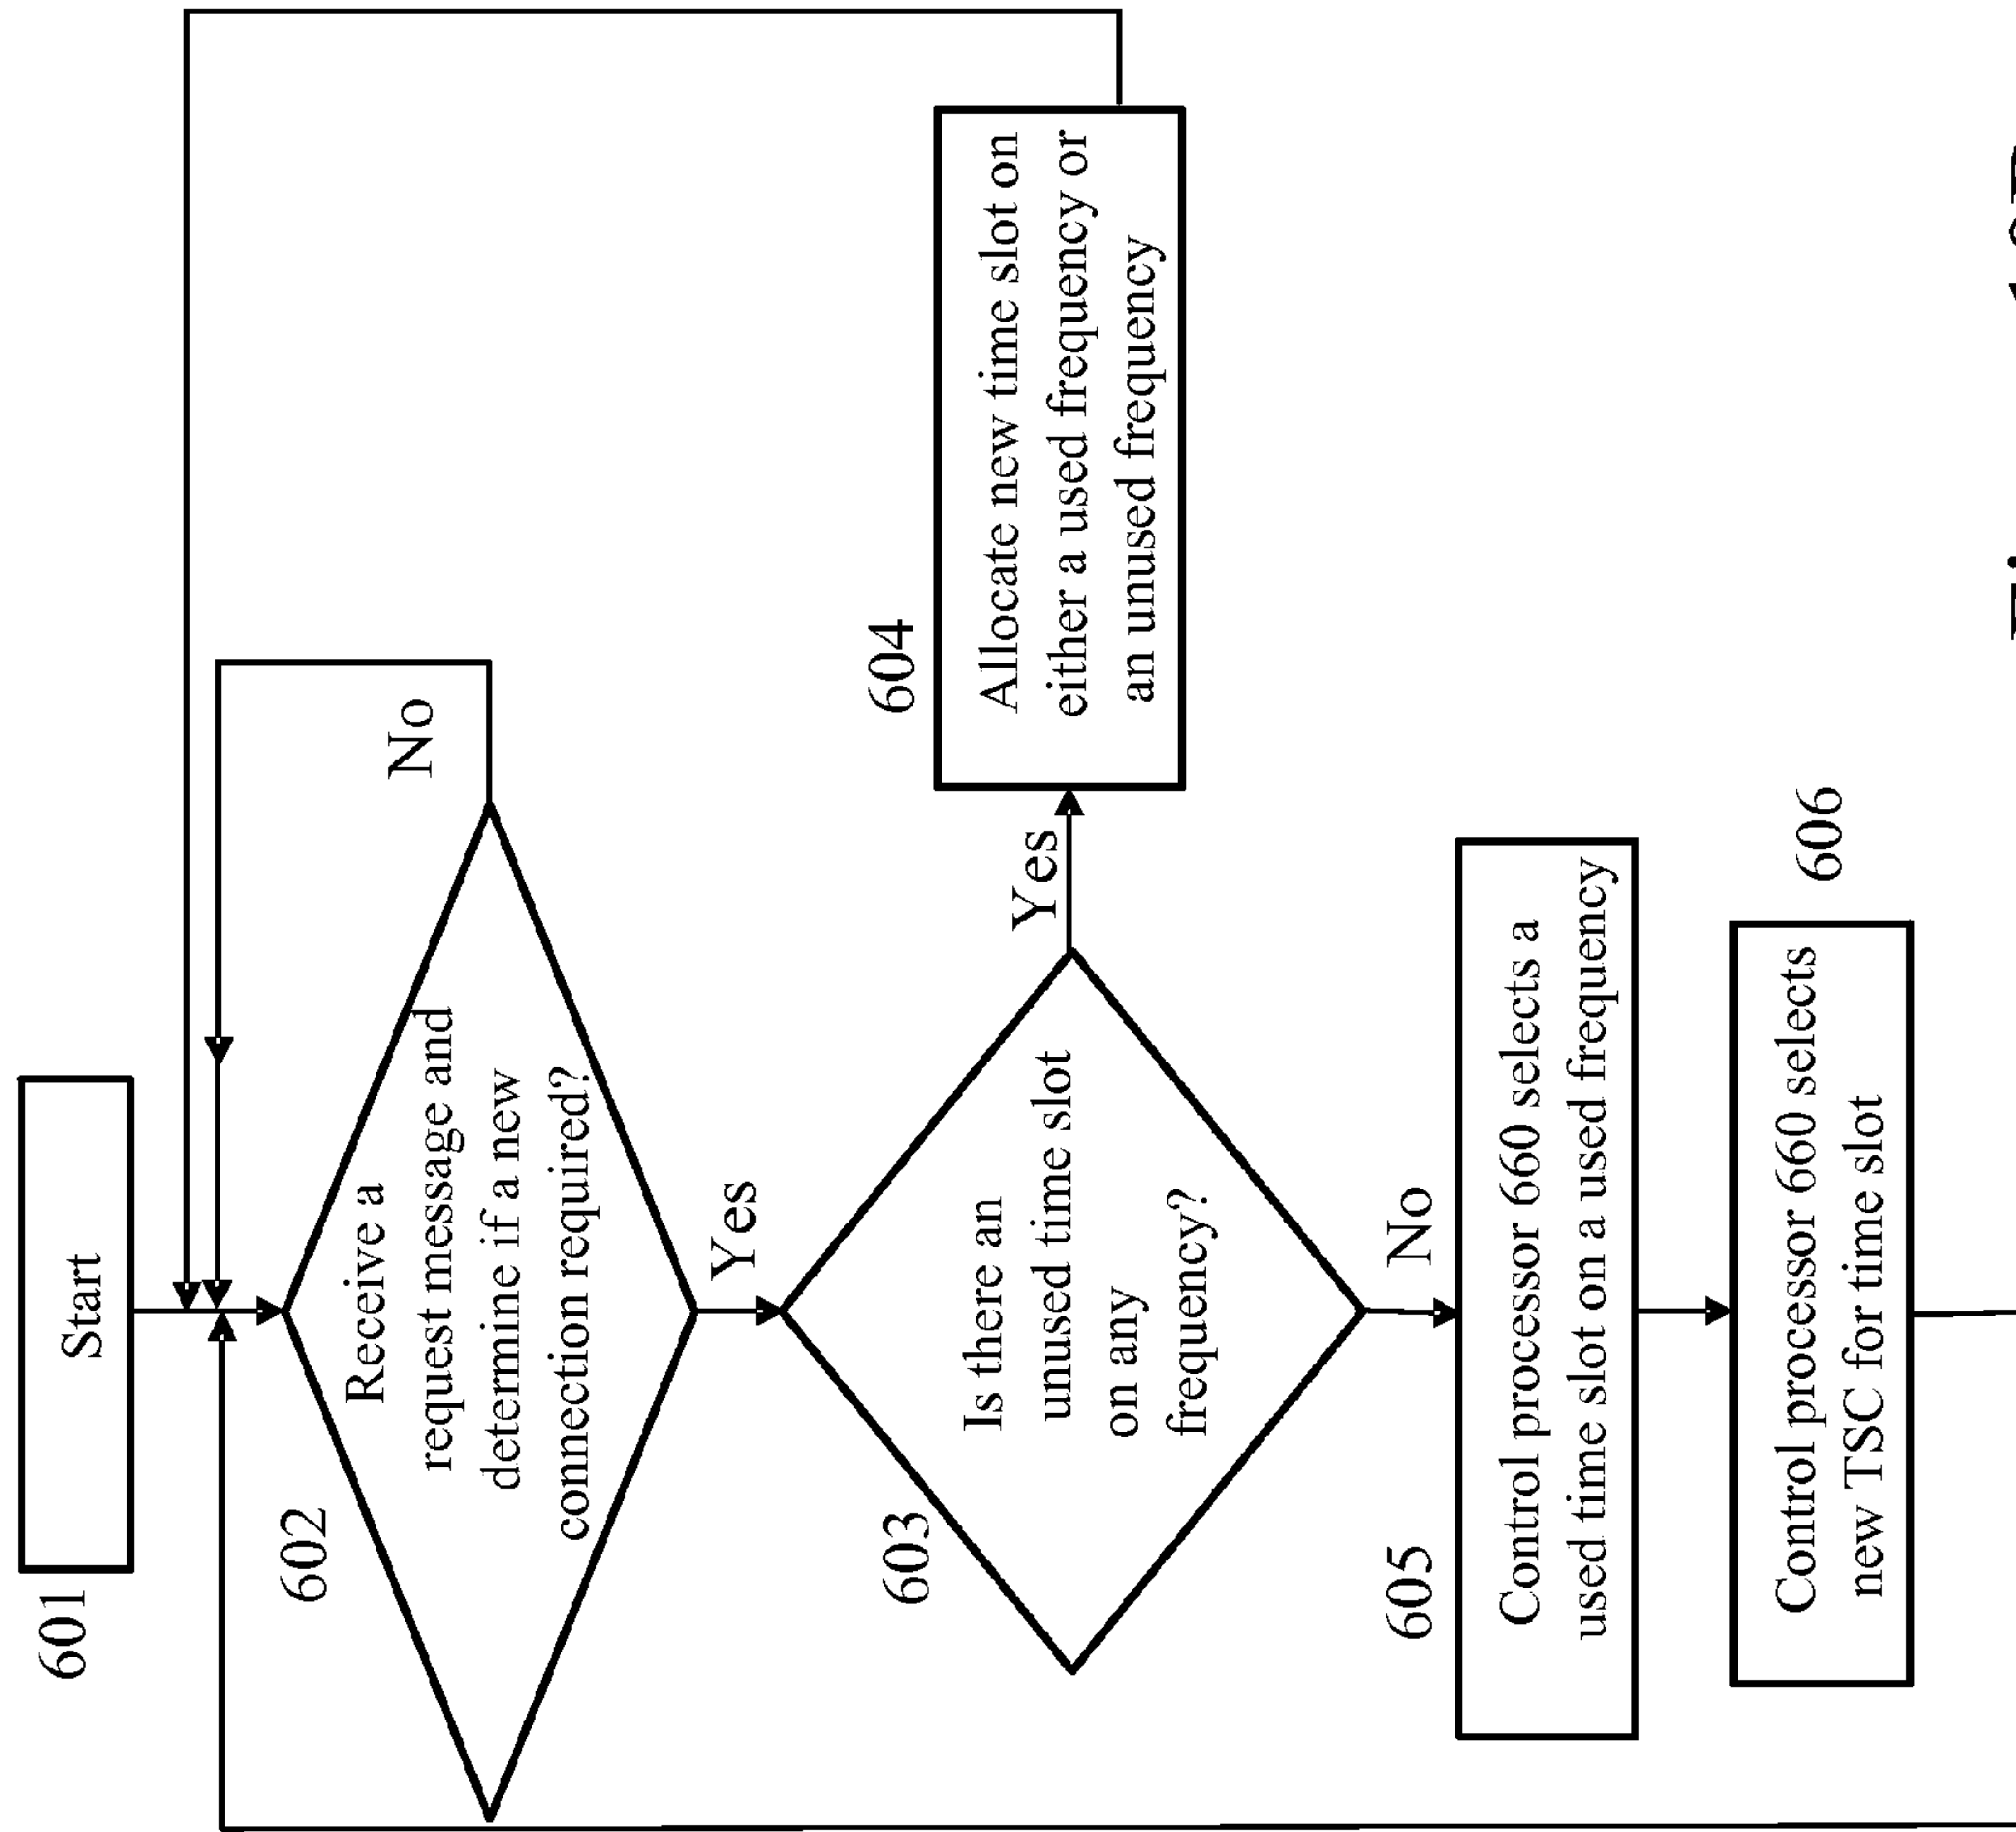 601
Start
602
Receive a
request message and
determine if a new
connection required?
No
Yes
603
Is there an
unused time slot
on any
frequency?
Yes
604
Allocate new time slot on
either a used frequency or
an unused frequency
No
605
Control processor 660 selects a
used time slot on a used frequency
606
Control processor 660 selects
new TSC for time slot